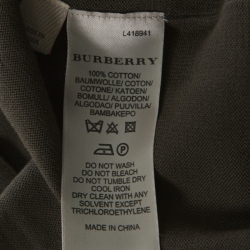 L418941
BURBERRY
100% COTTON/
BAUMWOLLE/ COTON/
COTONE/ KATOEN/
BOMULL/ ALGODON/
ALGODAO/ PUUVILLA/
BAMBAKEPO
P
DO NOT WASH
DO NOT BLEACH
DO NOT TUMBLE DRY
COOL IRON
DRY CLEAN WITH ANY
SOLVENT EXCEPT
TRICHLOROETHYLENE
MADE IN CHINA